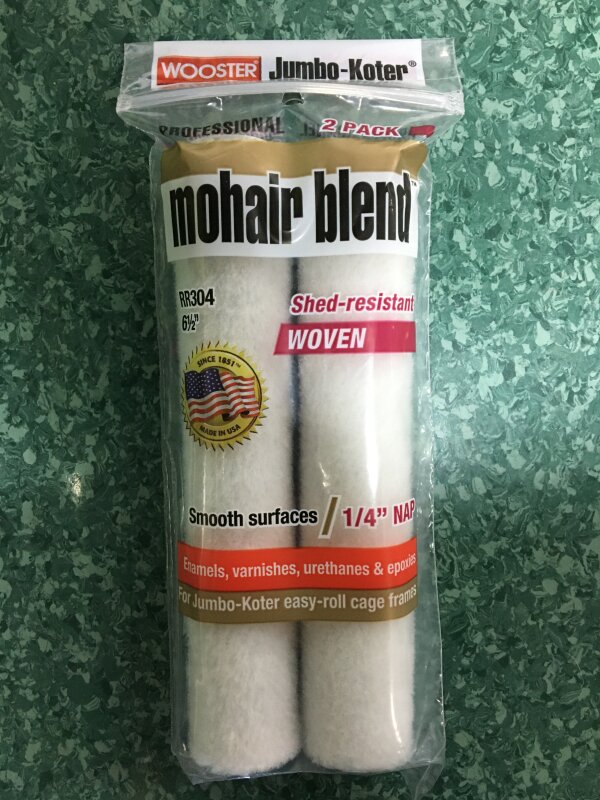 WOOSTER® Jumbo-Koter®
PROFESSIONAL
2 PACK
mohair blend™
RR304
6½"
Shed-resistant
WOVEN
SINCE 1851™
MADE IN USA
Smooth surfaces / 1/4" NAP
Enamels, varnishes, urethanes & epoxies
For Jumbo-Koter easy-roll cage frames